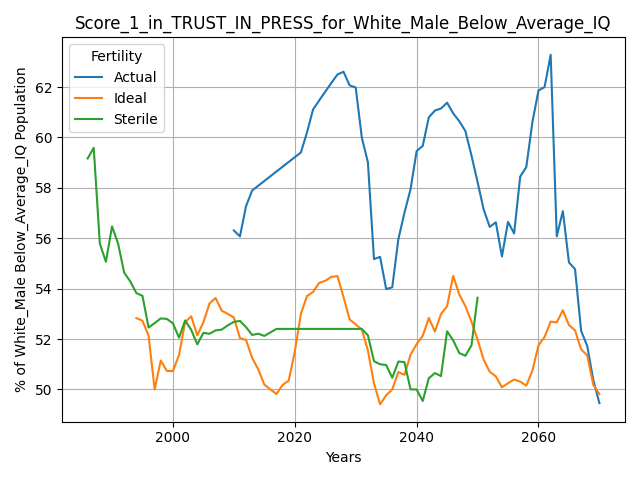 Score_1_in_TRUST_IN_PRESS_for_White_Male_Below_Average_IQ
Fertility
Actual
Ideal
Sterile
% of White_Male Below_Average_IQ Population
62
60
58
56
54
52
50
2000
2020
2040
2060
Years